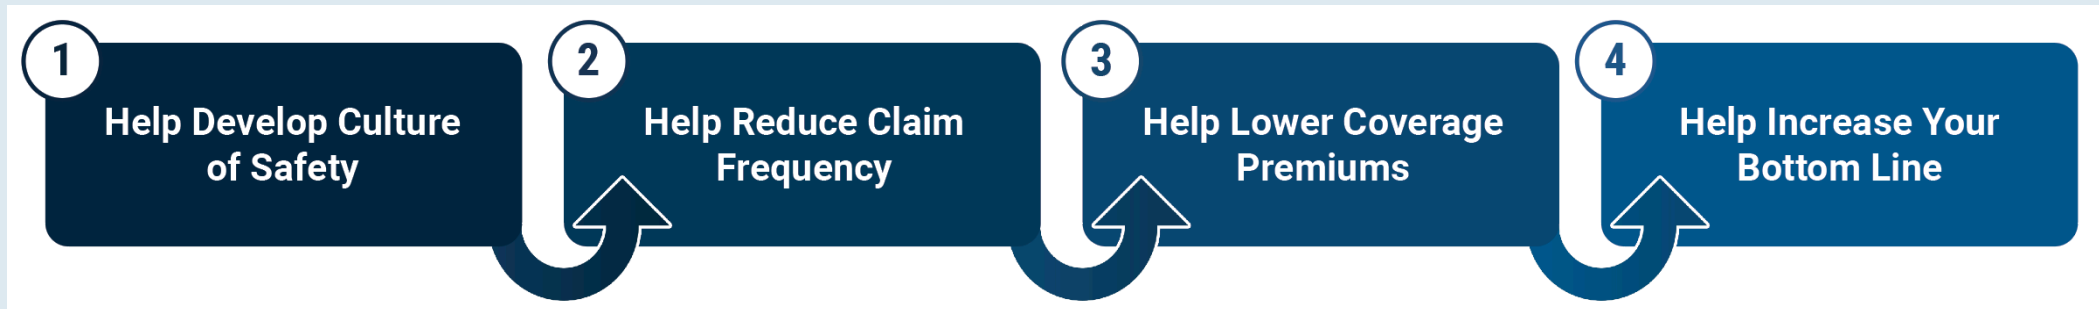 1
Help Develop Culture
of Safety
2
Help Reduce Claim
Frequency
3
Help Lower Coverage
Premiums
4
Help Increase Your
Bottom Line